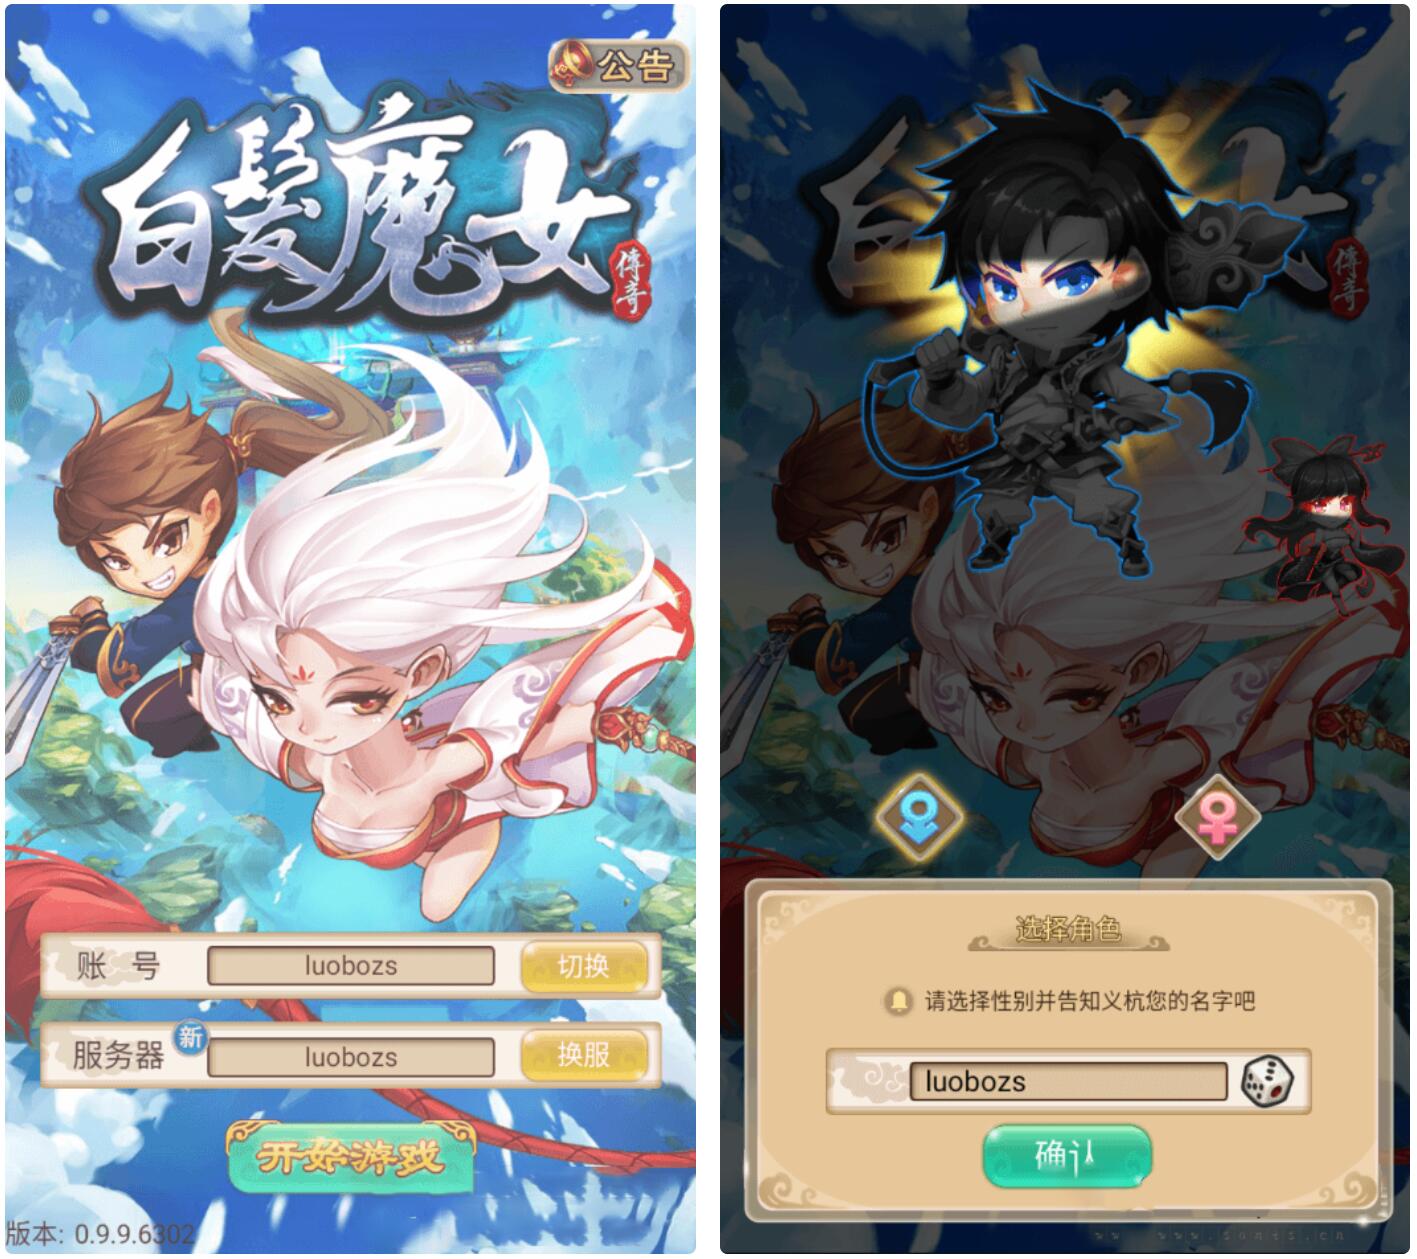 公告
白髮魔女
傳奇
账 号
luobozs
切换
服务器
新
luobozs
换服
开始游戏
版本: 0.9.9.6302
傳奇
选择角色
请选择性别并告知义杭您的名字吧
luobozs
确认